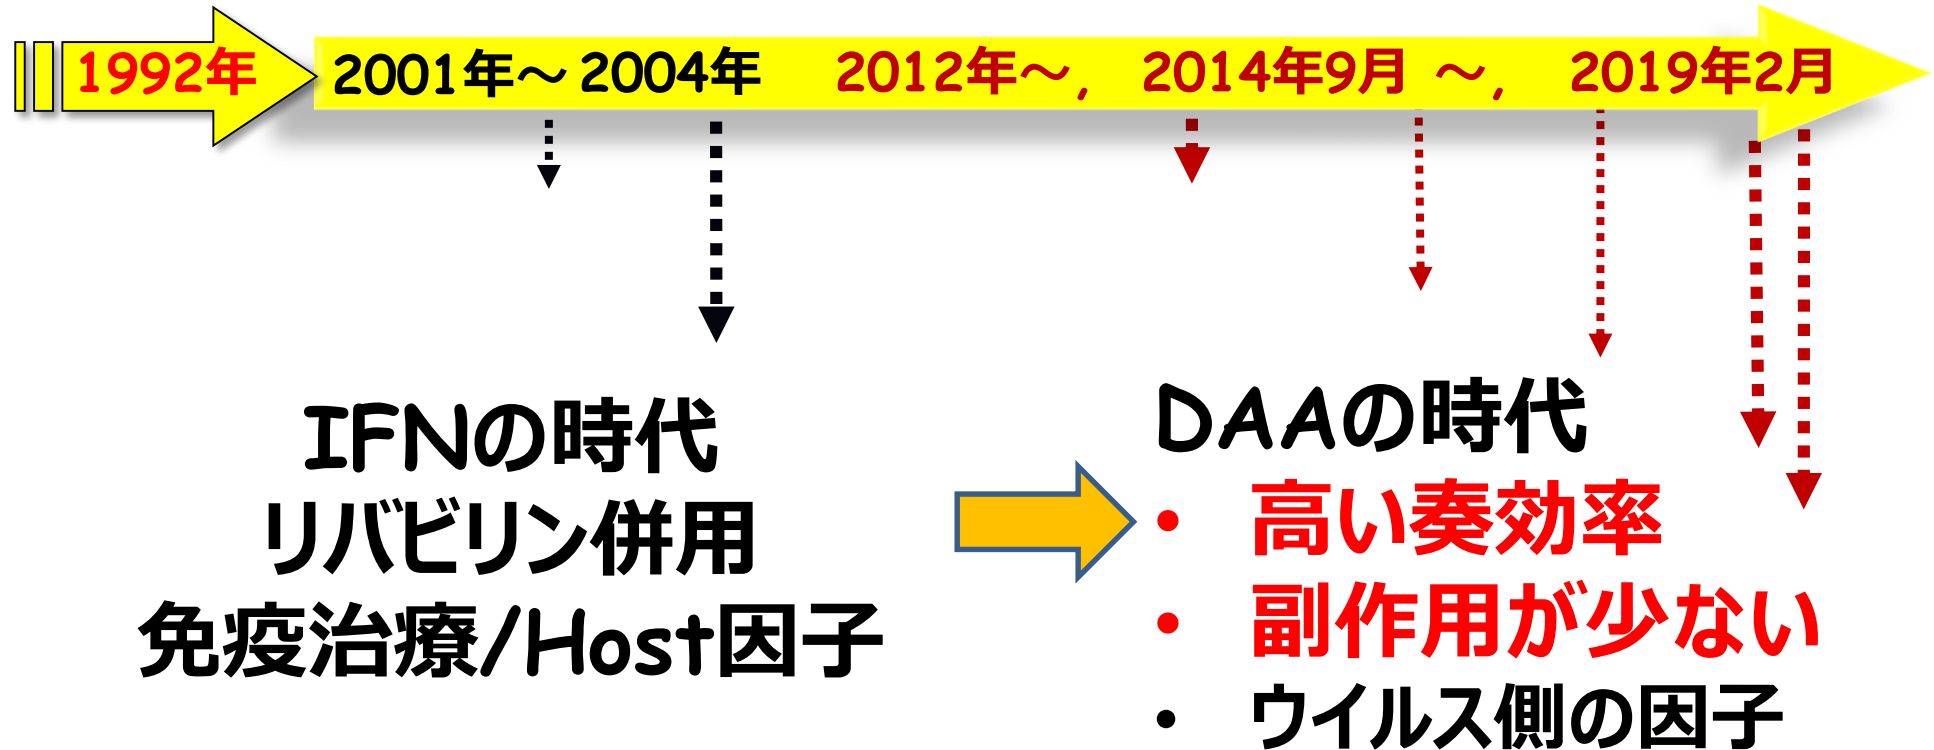 1992年 2001年～2004年 2012年～, 2014年9月 ～, 2019年2月
IFNの時代
リバビリン併用
免疫治療/Host因子
DAAの時代
• 高い奏効率
• 副作用が少ない
• ウイルス側の因子